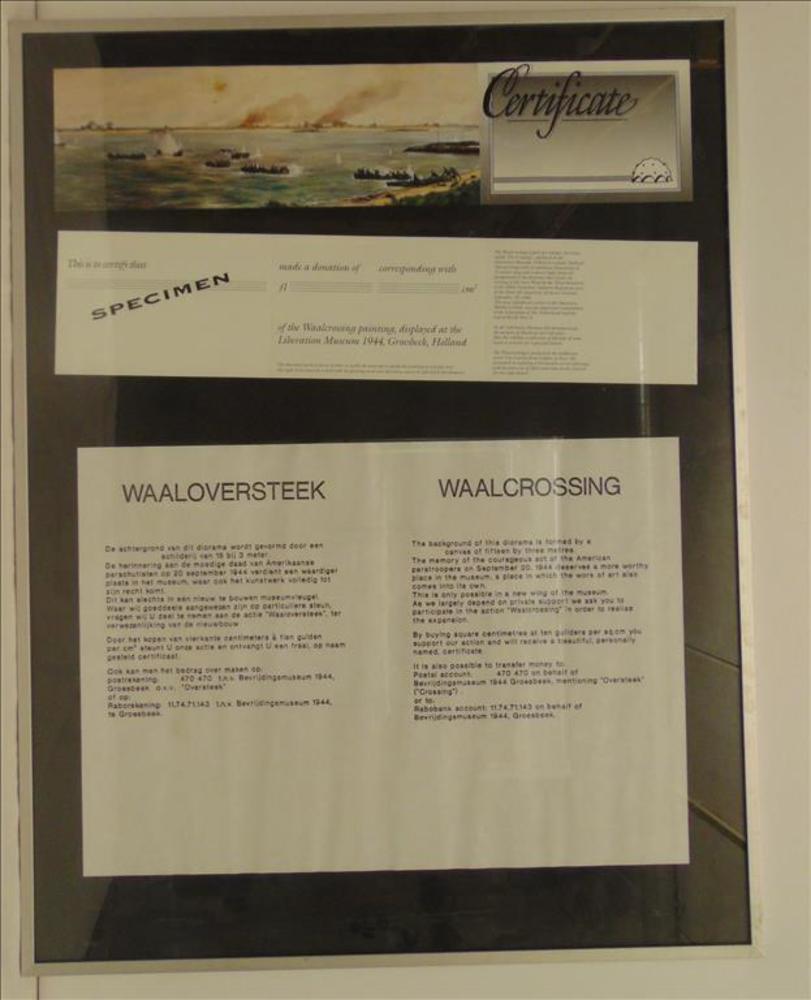 Certificate
This is to certify that
SPECIMEN
made a donation of corresponding with
fl cm²
of the Waalcrossing painting, displayed at the
Liberation Museum 1944, Groesbeek, Holland
WAALOVERSTEEK
De achtergrond van dit diorama wordt gevormd door een
schilderij van 15 bij 3 meter.
De herinnering aan de moedige daad van Amerikaanse
parachutisten op 20 september 1944 verdient een waardiger
plaats in het museum, waar ook het kunstwerk volledig tot
zijn recht komt.
Dit kan slechts in een nieuw te bouwen museumvleugel.
Waar wij goeddeels aangewezen zijn op particuliere steun,
vragen wij U deel te nemen aan de actie "Waaloversteek", ter
verwezenlijking van de nieuwbouw
Door het kopen van vierkante centimeters à tien gulden
per cm² steunt U onze actie en ontvangt U een fraai, op naam
gesteld certificaat.
Ook kan men het bedrag over maken op:
postrekening: 470 470 t.n.v. Bevrijdingsmuseum 1944,
Groesbeek o.v.v. "Oversteek"
of op:
Raborekening: 11.74.71.143 t.n.v. Bevrijdingsmuseum 1944,
te Groesbeek.
WAALCROSSING
The background of this diorama is formed by a
canvas of fifteen by three metres.
The memory of the courageous act of the American
paratroopers on September 20, 1944 deserves a more worthy
place in the museum, a place in which the work of art also
comes into its own.
This is only possible in a new wing of the museum.
As we largely depend on private support we ask you to
participate in the action "Waalcrossing" in order to realise
the expansion.
By buying square centimetres at ten guilders per sq.cm you
support our action and will receive a beautiful, personally
named, certificate.
It is also possible to transfer money to:
Postal account: 470 470 on behalf of
Bevrijdingsmuseum 1944 Groesbeek, mentioning "Oversteek"
("Crossing")
or to:
Rabobank account: 11.74.71.143 on behalf of
Bevrijdingsmuseum 1944, Groesbeek.